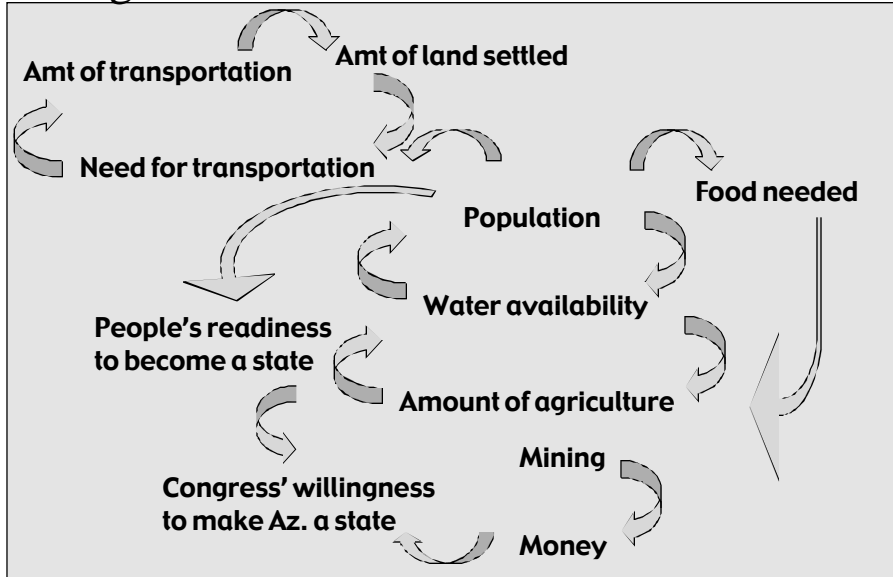 Amt of transportation
Amt of land settled
Need for transportation
Food needed
Population
Water availability
People's readiness
to become a state
Amount of agriculture
Mining
Congress' willingness
to make Az. a state
Money